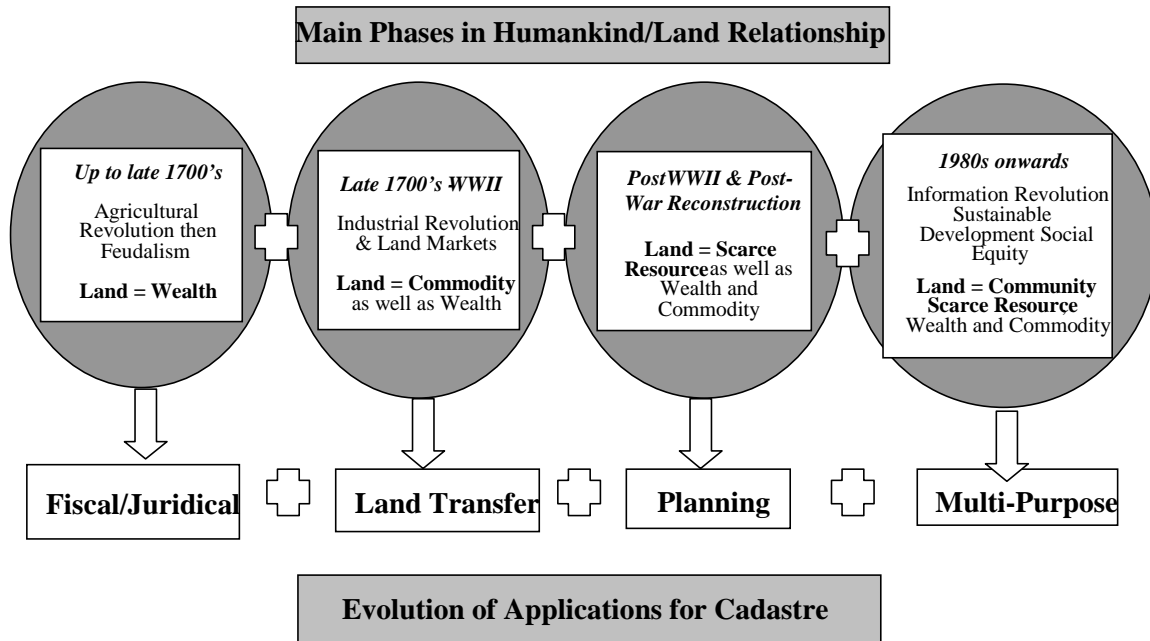 Main Phases in Humankind/Land Relationship
Up to late 1700's
Agricultural
Revolution then
Feudalism
Land = Wealth
Late 1700's-WWII
Industrial Revolution
& Land Markets
Land = Commodity
as well as Wealth
PostWWII & Post-
War Reconstruction
Land = Scarce
Resource as well as
Wealth and
Commodity
1980s onwards
Information Revolution
Sustainable
Development Social
Equity
Land = Community
Scarce Resource,
Wealth and Commodity
Fiscal/Juridical
Land Transfer
Planning
Multi-Purpose
Evolution of Applications for Cadastre